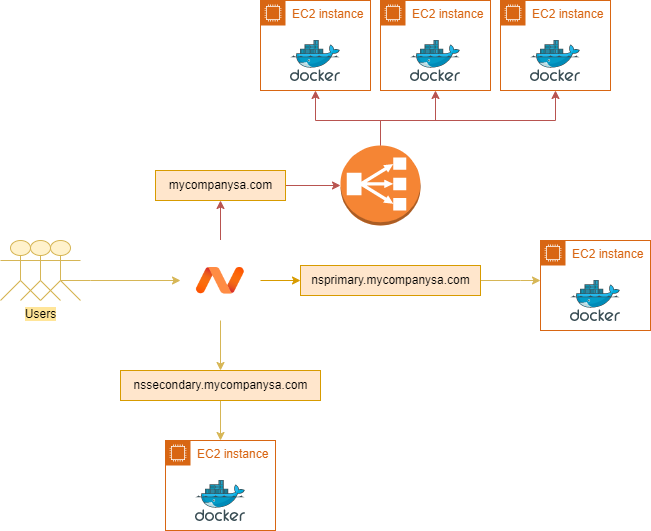 EC2 instance
docker
EC2 instance
docker
EC2 instance
docker
mycompanysa.com
Users
nsprimary.mycompanysa.com
EC2 instance
docker
nssecondary.mycompanysa.com
EC2 instance
docker